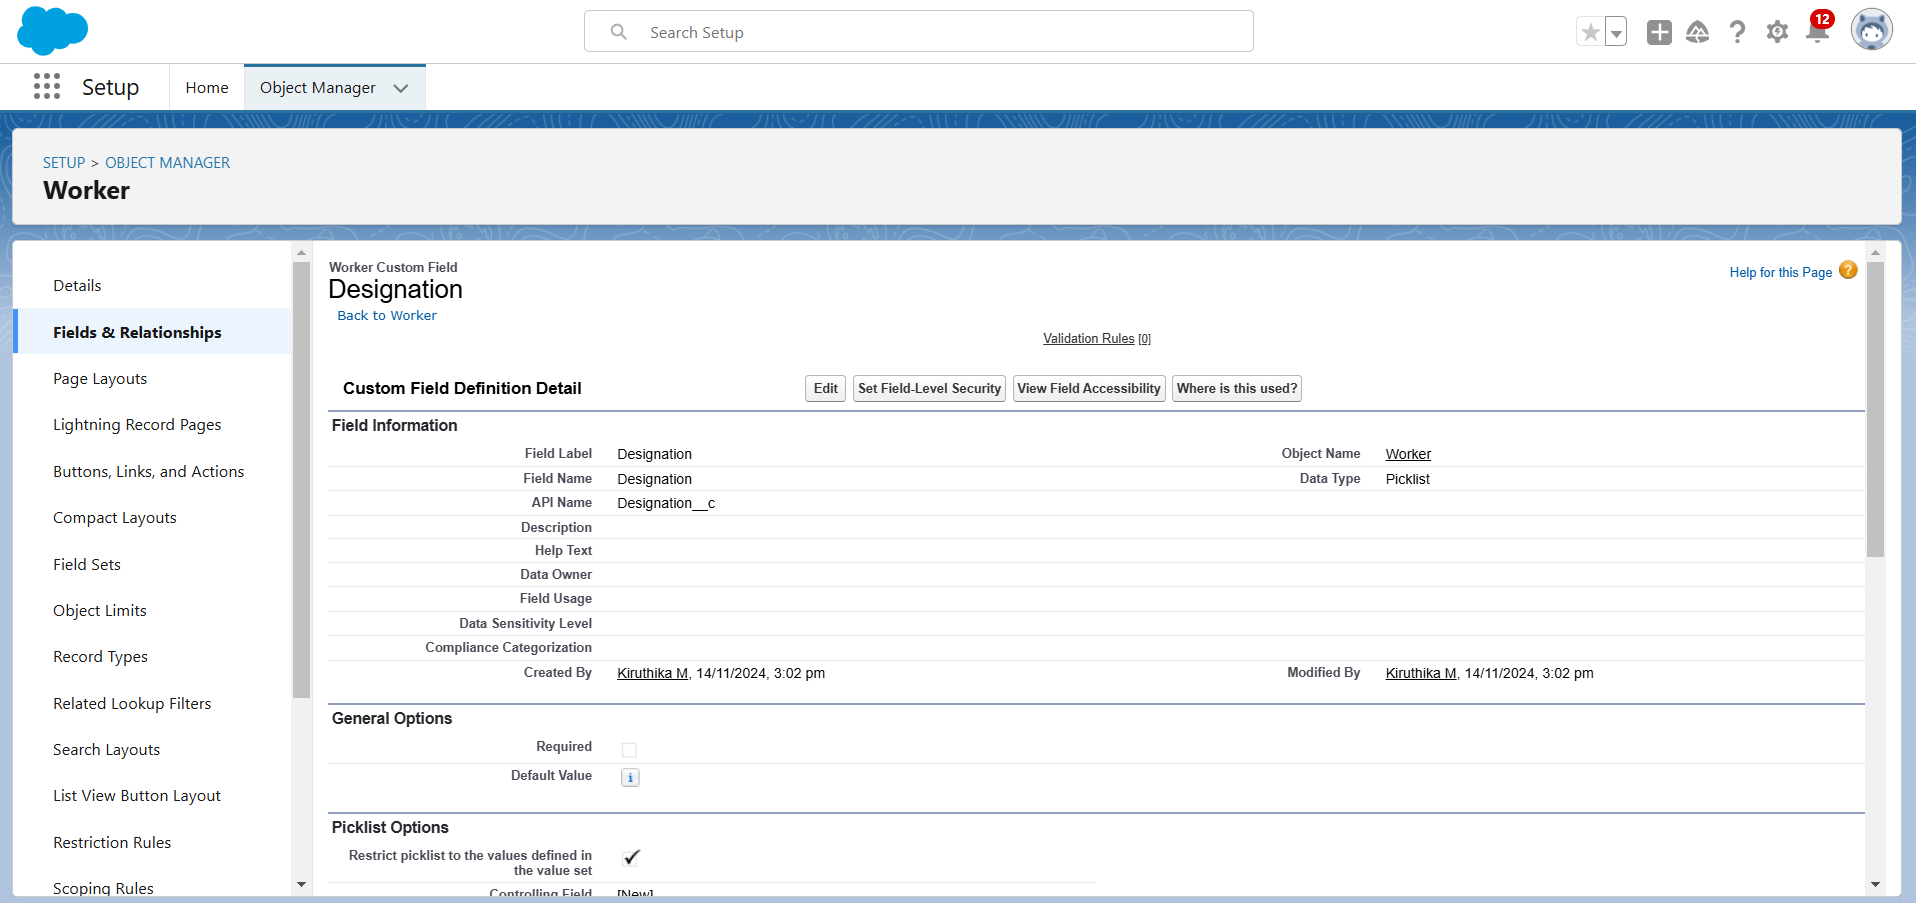 Search Setup
12
Setup
Home
Object Manager
SETUP > OBJECT MANAGER
Worker
Details
Fields & Relationships
Page Layouts
Lightning Record Pages
Buttons, Links, and Actions
Compact Layouts
Field Sets
Object Limits
Record Types
Related Lookup Filters
Search Layouts
List View Button Layout
Restriction Rules
Scoping Rules
Worker Custom Field
Designation
Back to Worker
Help for this Page ?
Validation Rules [0]
Custom Field Definition Detail
Edit
Set Field-Level Security
View Field Accessibility
Where is this used?
Field Information
Field Label Designation Object Name Worker
Field Name Designation Data Type Picklist
API Name Designation__c
Description
Help Text
Data Owner
Field Usage
Data Sensitivity Level
Compliance Categorization
Created By Kiruthika M, 14/11/2024, 3:02 pm Modified By Kiruthika M, 14/11/2024, 3:02 pm
General Options
Required
Default Value i
Picklist Options
Restrict picklist to the values defined in
the value set
Controlling Field [New]